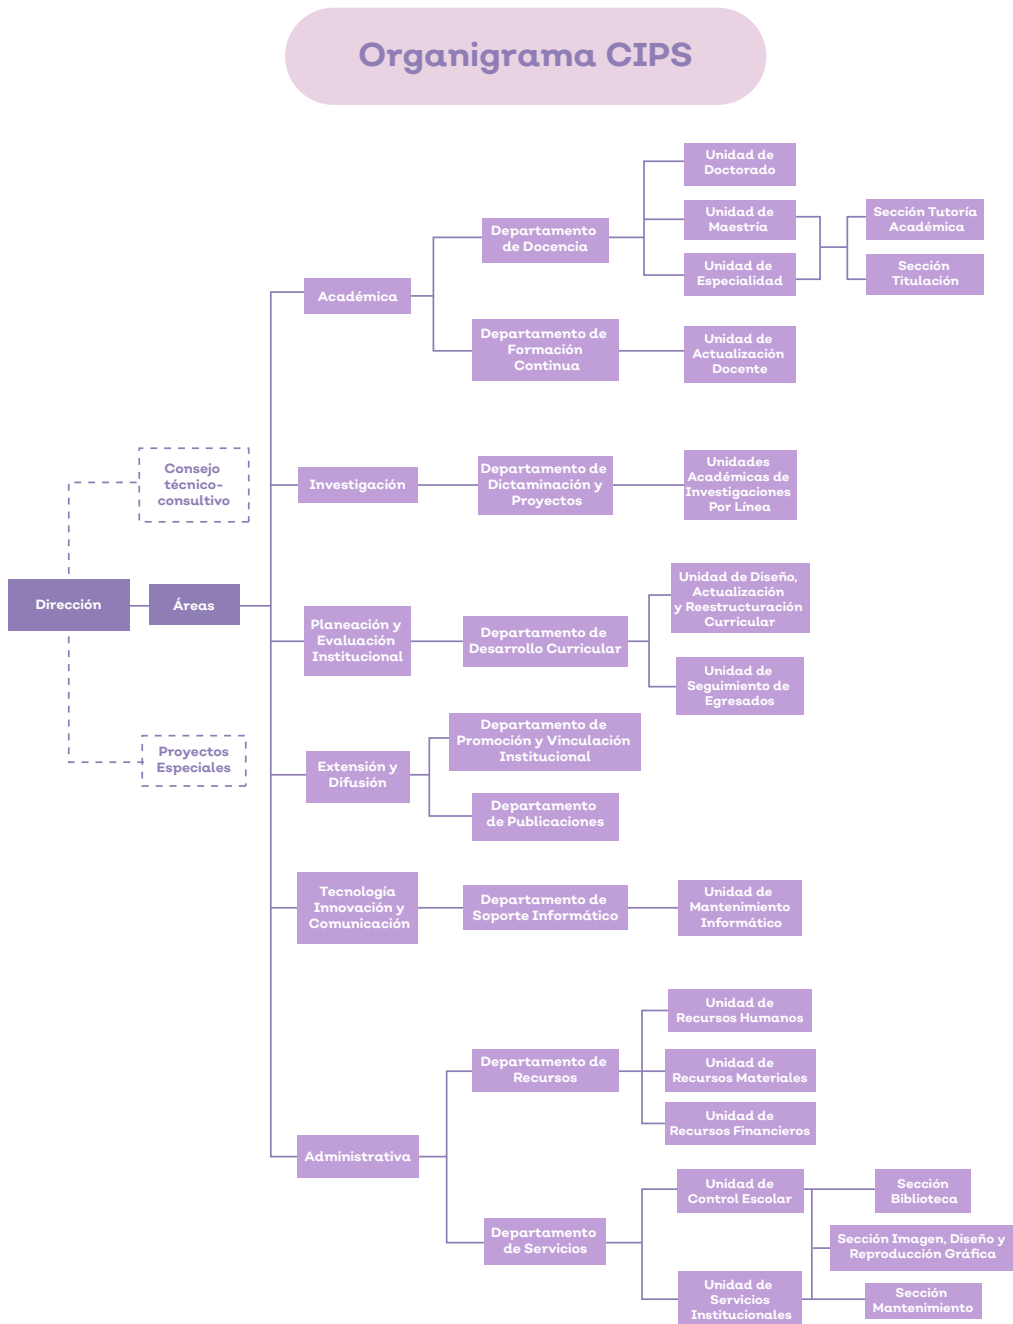 Organigrama CIPS
Unidad de
Doctorado
Unidad de
Maestría
Sección Tutoría
Académica
Departamento
de Docencia
Unidad de
Especialidad
Sección
Titulación
Académica
Departamento de
Formación
Continua
Unidad de
Actualización
Docente
Consejo
técnico-
consultivo
Investigación
Departamento de
Dictaminación y
Proyectos
Unidades
Académicas de
Investigaciones
Por Línea
Dirección
Áreas
Planeación y
Evaluación
Institucional
Departamento de
Desarrollo Curricular
Unidad de Diseño,
Actualización
y Reestructuración
Curricular
Unidad de
Seguimiento de
Egresados
Proyectos
Especiales
Extensión y
Difusión
Departamento de
Promoción y Vinculación
Institucional
Departamento
de Publicaciones
Tecnología
Innovación y
Comunicación
Departamento de
Soporte Informático
Unidad de
Mantenimiento
Informático
Administrativa
Departamento de
Recursos
Unidad de
Recursos Humanos
Unidad de
Recursos Materiales
Unidad de
Recursos Financieros
Departamento
de Servicios
Unidad de
Control Escolar
Unidad de
Servicios
Institucionales
Sección
Biblioteca
Sección Imagen, Diseño y
Reproducción Gráfica
Sección
Mantenimiento